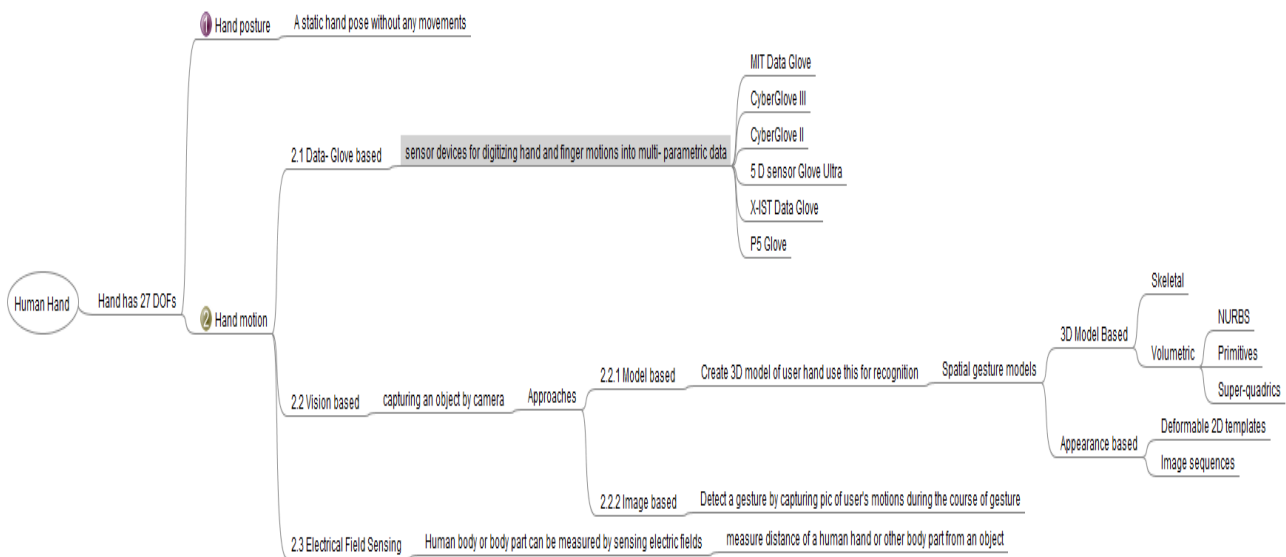 Human Hand
Hand has 27 DOFs
1 Hand posture
A static hand pose without any movements
2 Hand motion
2.1 Data- Glove based
sensor devices for digitizing hand and finger motions into multi- parametric data
MIT Data Glove
CyberGlove III
CyberGlove II
5 D sensor Glove Ultra
X-IST Data Glove
P5 Glove
2.2 Vision based
capturing an object by camera
Approaches
2.2.1 Model based
Create 3D model of user hand use this for recognition
Spatial gesture models
3D Model Based
Skeletal
Volumetric
NURBS
Primitives
Super-quadrics
Appearance based
Deformable 2D templates
Image sequences
2.2.2 Image based
Detect a gesture by capturing pic of user's motions during the course of gesture
2.3 Electrical Field Sensing
Human body or body part can be measured by sensing electric fields
measure distance of a human hand or other body part from an object